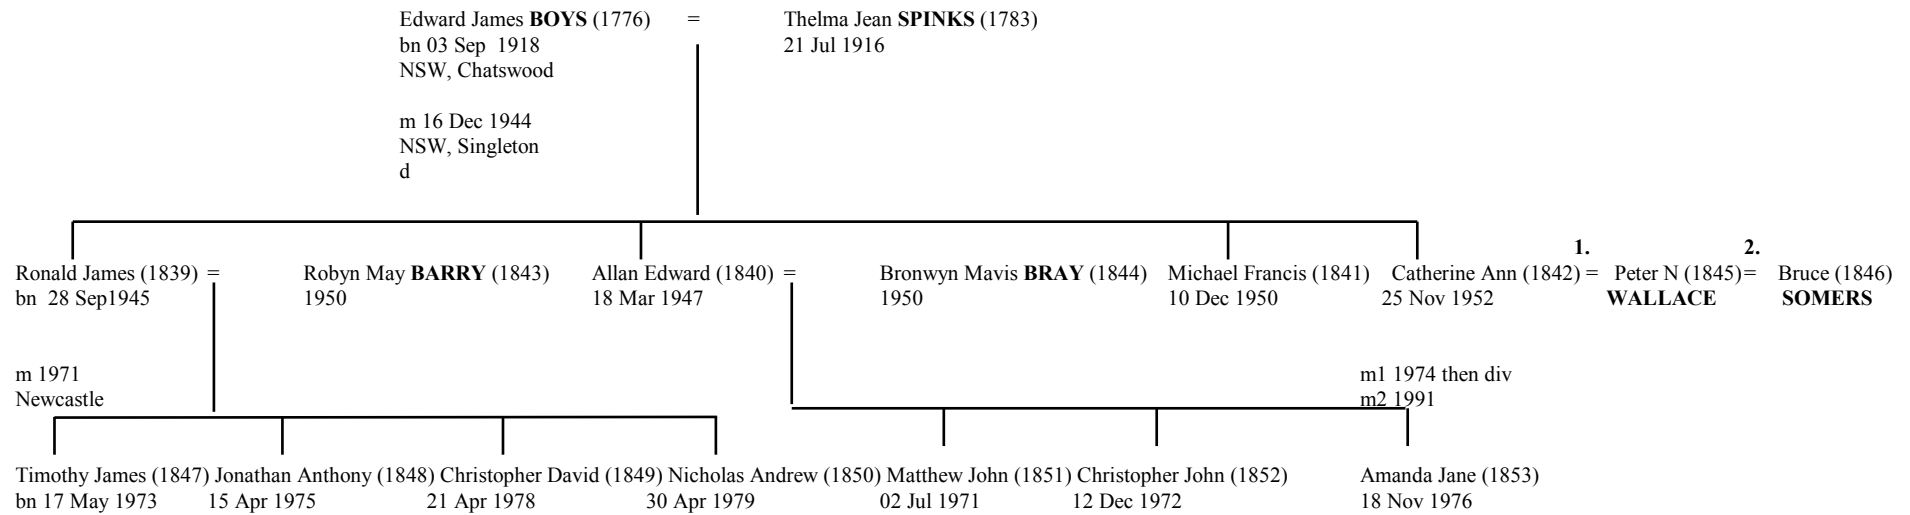 Edward James BOYS (1776) = Thelma Jean SPINKS (1783)
bn 03 Sep 1918 21 Jul 1916
NSW, Chatswood
m 16 Dec 1944
NSW, Singleton
d
1. 2.
Ronald James (1839) = Robyn May BARRY (1843) Allan Edward (1840) = Bronwyn Mavis BRAY (1844) Michael Francis (1841) Catherine Ann (1842) = Peter N (1845) = Bruce (1846)
bn 28 Sep1945 1950 18 Mar 1947 1950 10 Dec 1950 25 Nov 1952 WALLACE SOMERS
m 1971 m1 1974 then div
Newcastle m2 1991
Timothy James (1847) Jonathan Anthony (1848) Christopher David (1849) Nicholas Andrew (1850) Matthew John (1851) Christopher John (1852) Amanda Jane (1853)
bn 17 May 1973 15 Apr 1975 21 Apr 1978 30 Apr 1979 02 Jul 1971 12 Dec 1972 18 Nov 1976